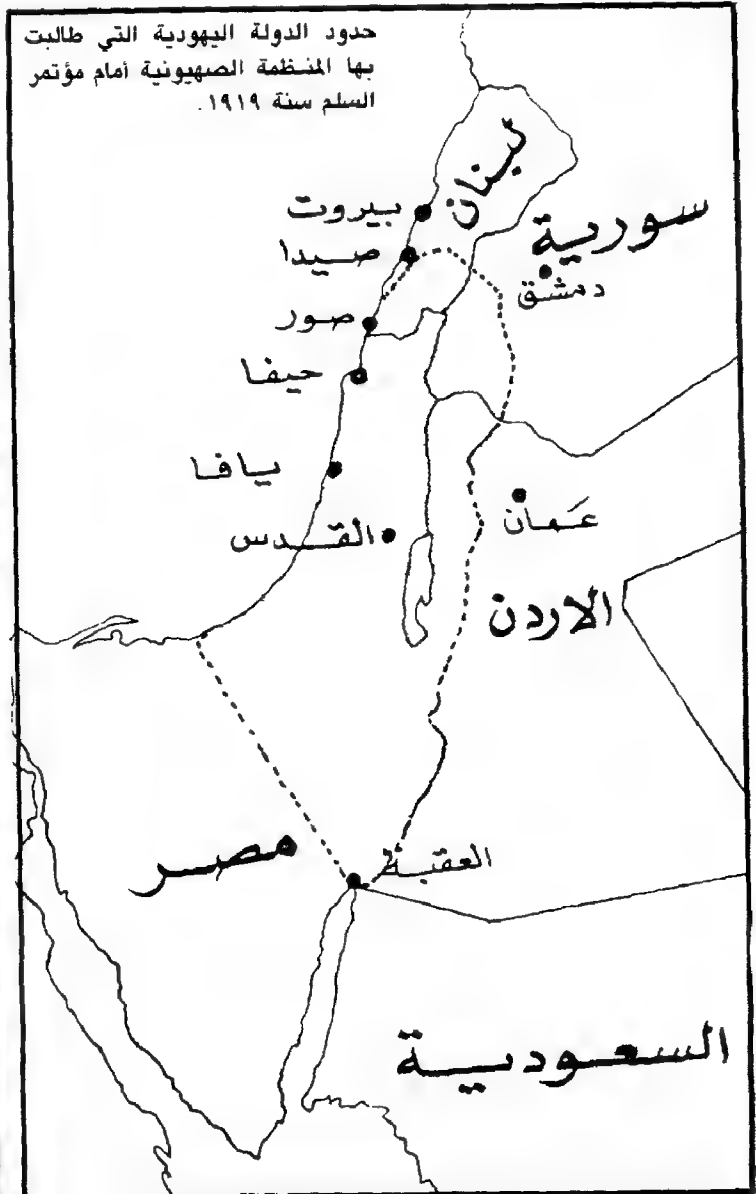 حدود الدولة اليهودية التي طالبت
بها المنظمة الصهيونية أمام مؤتمر
السلم سنة ١٩١٩.
لبنان
بيروت
سورية
صيدا
دمشق
صور
حيفا
يافا
عَمان
القدس
الاردن
مصر
العقبة
السعودية